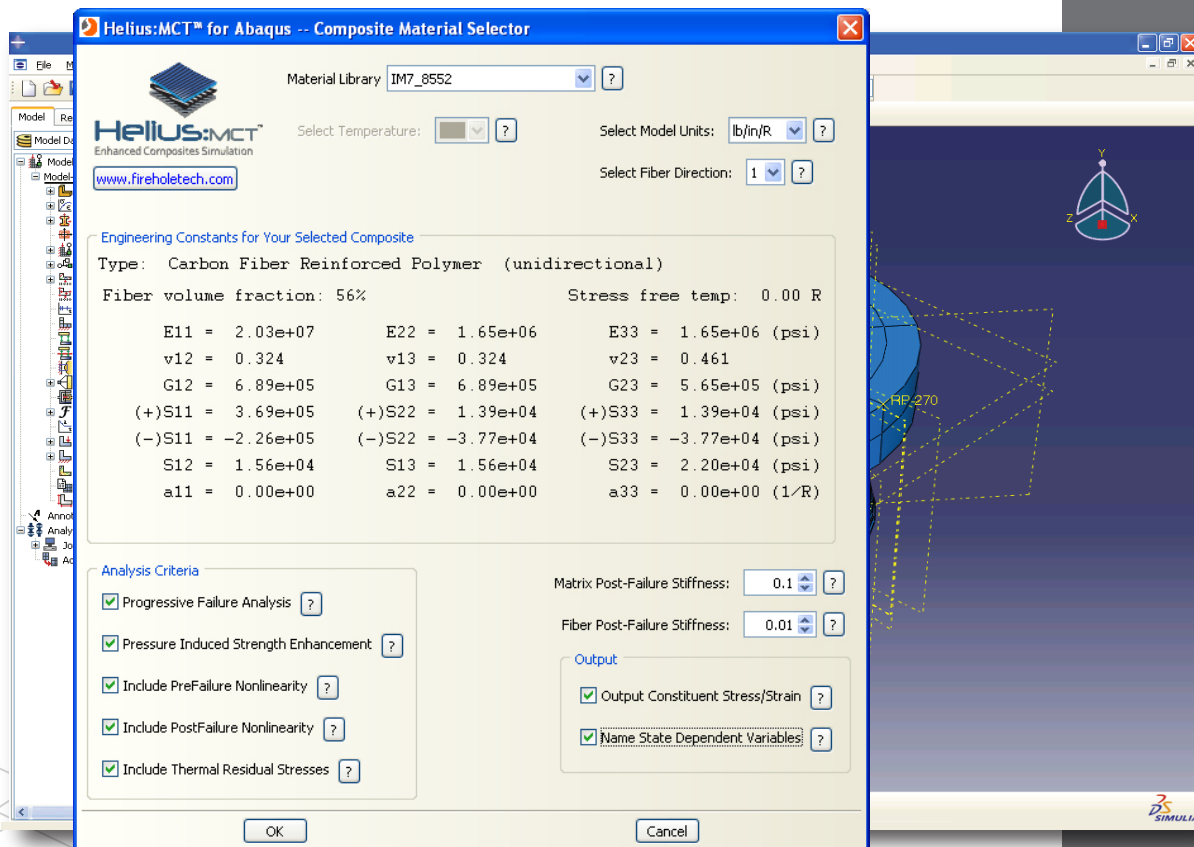 Helius:MCT™ for Abaqus -- Composite Material Selector
File
Model
Model
Model
Annot
Analy
Jo
Material Library IM7_8552 ?
Helius:MCT™
Enhanced Composites Simulation
www.fireholetech.com
Select Temperature: ?
Select Model Units: lb/in/R ?
Select Fiber Direction: 1 ?
Engineering Constants for Your Selected Composite
Type: Carbon Fiber Reinforced Polymer (unidirectional)
Fiber volume fraction: 56% Stress free temp: 0.00 R
E11 = 2.03e+07 E22 = 1.65e+06 E33 = 1.65e+06 (psi)
v12 = 0.324 v13 = 0.324 v23 = 0.461
G12 = 6.89e+05 G13 = 6.89e+05 G23 = 5.65e+05 (psi)
(+)S11 = 3.69e+05 (+)S22 = 1.39e+04 (+)S33 = 1.39e+04 (psi)
(-)S11 = -2.26e+05 (-)S22 = -3.77e+04 (-)S33 = -3.77e+04 (psi)
S12 = 1.56e+04 S13 = 1.56e+04 S23 = 2.20e+04 (psi)
a11 = 0.00e+00 a22 = 0.00e+00 a33 = 0.00e+00 (1/R)
Analysis Criteria
Progressive Failure Analysis ?
Pressure Induced Strength Enhancement ?
Include PreFailure Nonlinearity ?
Include PostFailure Nonlinearity ?
Include Thermal Residual Stresses ?
Matrix Post-Failure Stiffness: 0.1 ?
Fiber Post-Failure Stiffness: 0.01 ?
Output
Output Constituent Stress/Strain ?
Name State Dependent Variables ?
OK
Cancel
Y
Z
X
RP-270
SIMULIA